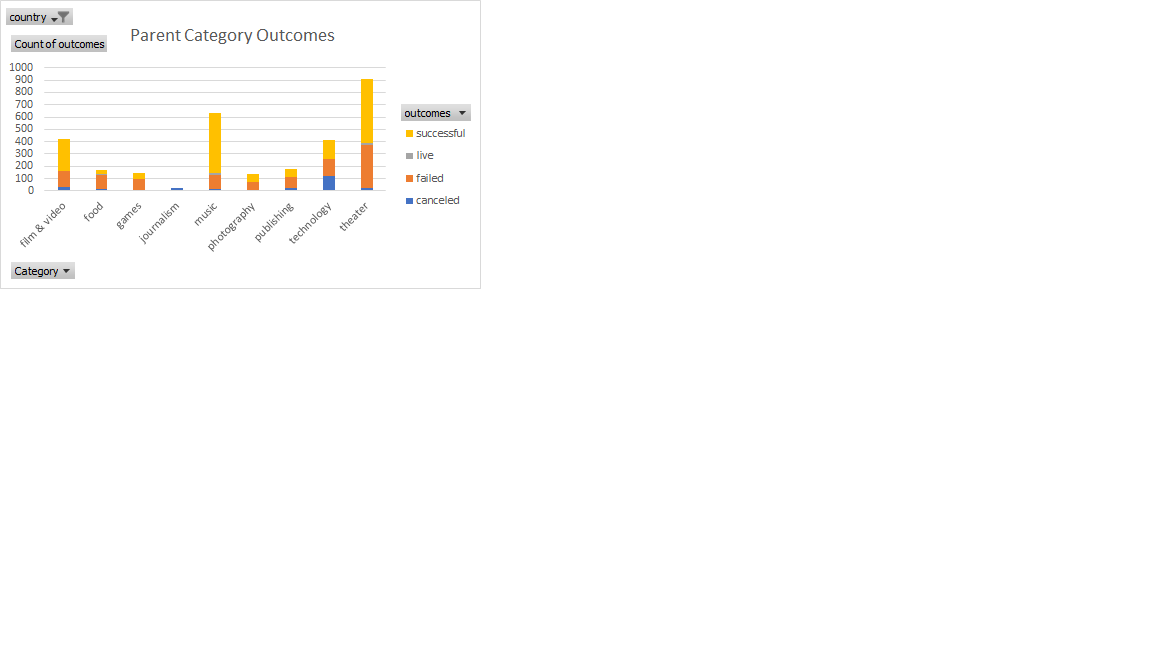 country
Count of outcomes
Parent Category Outcomes
1000
900
800
700
600
500
400
300
200
100
0
film & video
food
games
journalism
music
photography
publishing
technology
theater
outcomes
successful
live
failed
canceled
Category